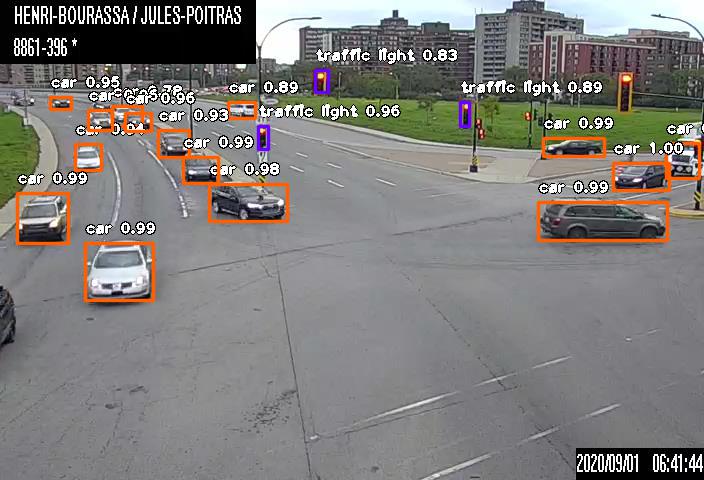 HENRI-BOURASSA / JULES-POITRAS
8861-396 *
traffic light 0.83
car 0.95
car 0.96
car 0.89
traffic light 0.89
traffic light 0.96
car 0.93
car 0.99
car
car 0.99
car 1.00
car 0.99
car 0.98
car 0.99
car 0.99
2020/09/01 06:41:44